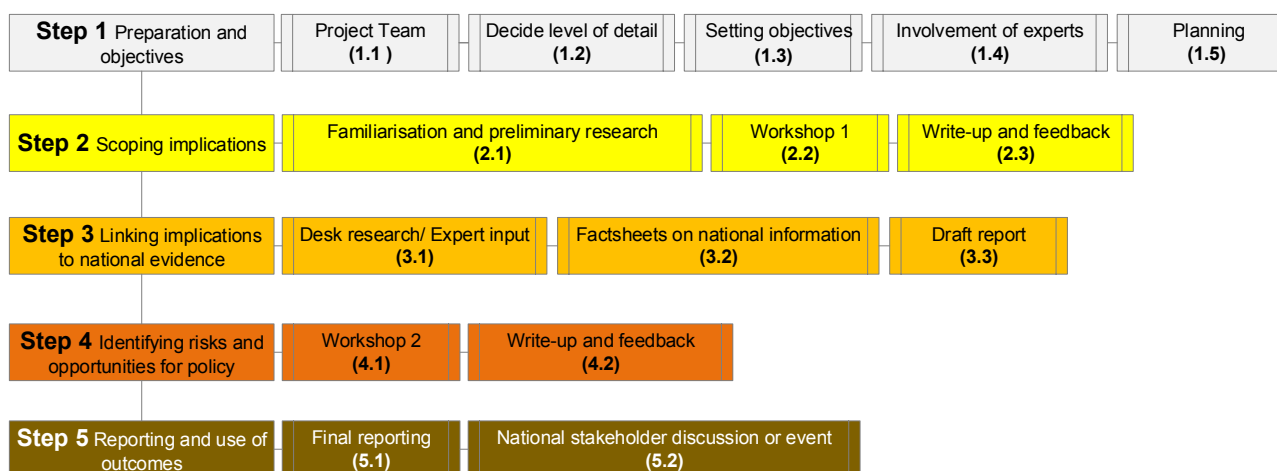 Step 1 Preparation and
objectives
Project Team
(1.1 )
Decide level of detail
(1.2)
Setting objectives
(1.3)
Involvement of experts
(1.4)
Planning
(1.5)
Step 2 Scoping implications
Familiarisation and preliminary research
(2.1)
Workshop 1
(2.2)
Write-up and feedback
(2.3)
Step 3 Linking implications
to national evidence
Desk research/ Expert input
(3.1)
Factsheets on national information
(3.2)
Draft report
(3.3)
Step 4 Identifying risks and
opportunities for policy
Workshop 2
(4.1)
Write-up and feedback
(4.2)
Step 5 Reporting and use of
outcomes
Final reporting
(5.1)
National stakeholder discussion or event
(5.2)